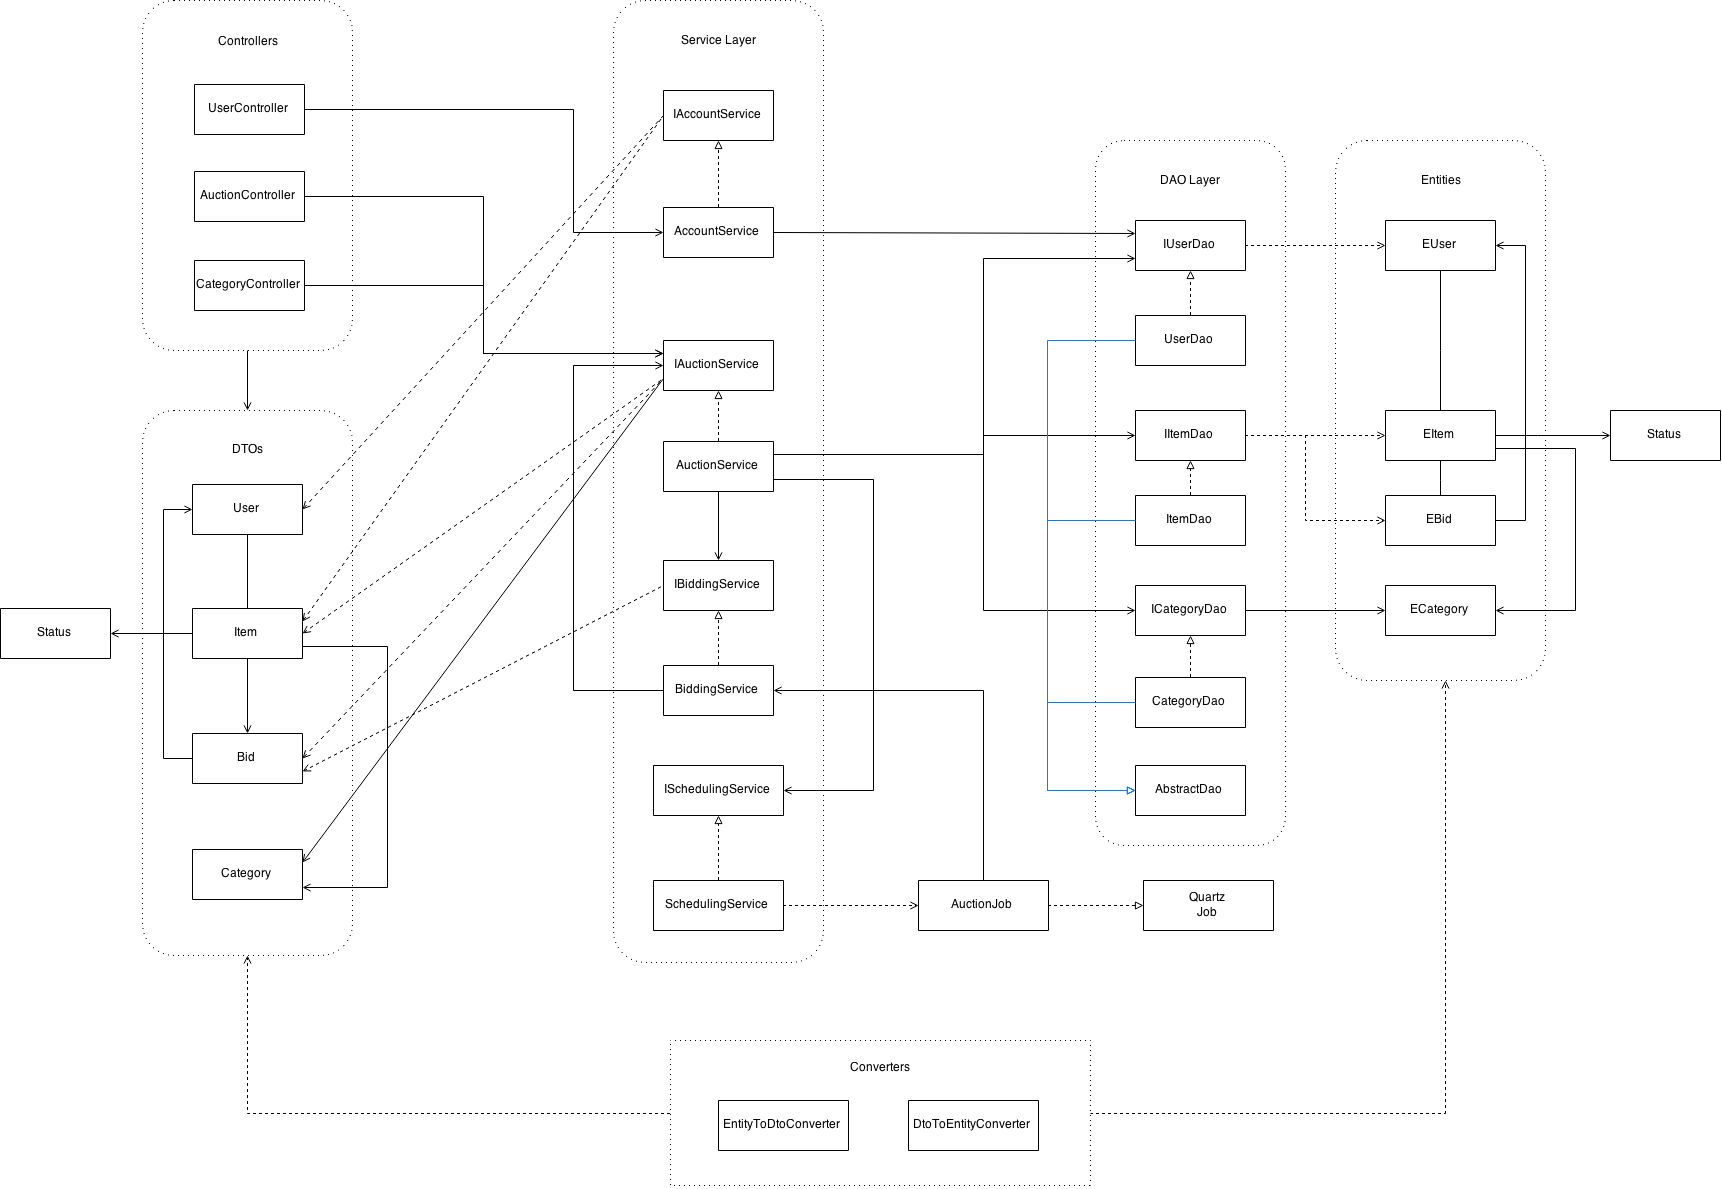 Controllers
UserController
AuctionController
CategoryController
DTOs
User
Item
Bid
Category
Status
Service Layer
IAccountService
AccountService
IAuctionService
AuctionService
IBiddingService
BiddingService
ISchedulingService
SchedulingService
AuctionJob
Quartz
Job
DAO Layer
IUserDao
UserDao
IItemDao
ItemDao
ICategoryDao
CategoryDao
AbstractDao
Entities
EUser
EItem
EBid
ECategory
Status
Converters
EntityToDtoConverter
DtoToEntityConverter